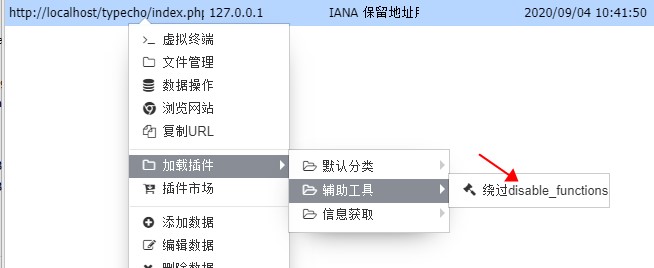 http://localhost/typecho/index.php 127.0.0.1 IANA 保留地址用 2020/09/04 10:41:50
虚拟终端
文件管理
数据操作
浏览网站
复制URL
加载插件
默认分类
辅助工具
绕过disable_functions
信息获取
插件市场
添加数据
编辑数据
删除数据